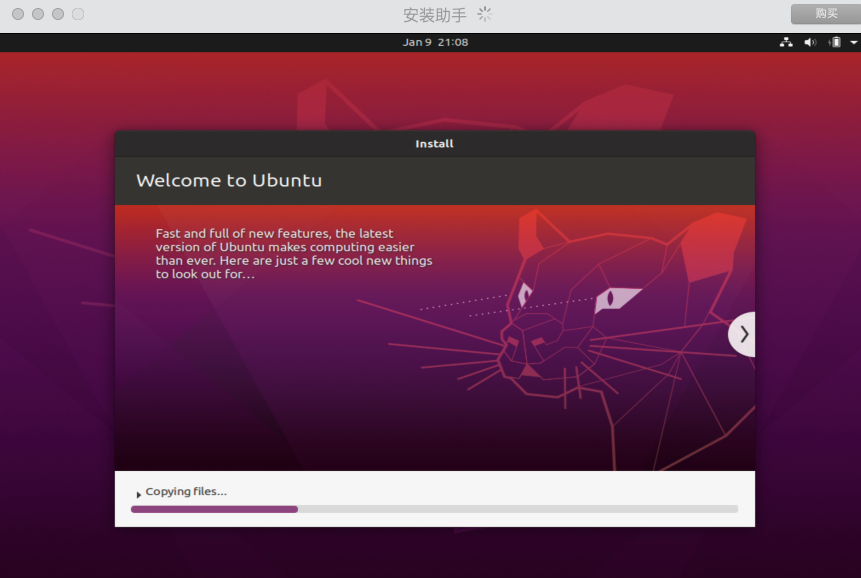 安装助手
购买
Jan 9 21:08
Install
Welcome to Ubuntu
Fast and full of new features, the latest
version of Ubuntu makes computing easier
than ever. Here are just a few cool new things
to look out for...
Copying files...